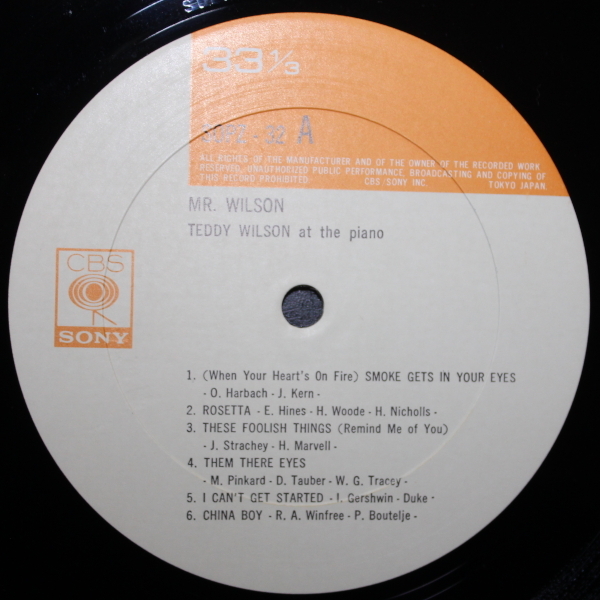 33 1/3
32 A
ALL RIGHTS OF THE MANUFACTURER AND OF THE OWNER OF THE RECORDED WORK
RESERVED, UNAUTHORIZED PUBLIC PERFORMANCE, BROADCASTING AND COPYING OF
THIS RECORD PROHIBITED. CBS/SONY INC. TOKYO JAPAN.
MR. WILSON
TEDDY WILSON at the piano
CBS
SONY
1. (When Your Heart's On Fire) SMOKE GETS IN YOUR EYES
- O. Harbach - J. Kern -
2. ROSETTA - E. Hines - H. Woode - H. Nicholls -
3. THESE FOOLISH THINGS (Remind Me of You)
- J. Strachey - H. Marvell -
4. THEM THERE EYES
- M. Pinkard - D. Tauber - W. G. Tracey -
5. I CAN'T GET STARTED - I. Gershwin - Duke -
6. CHINA BOY - R. A. Winfree - P. Boutelje -